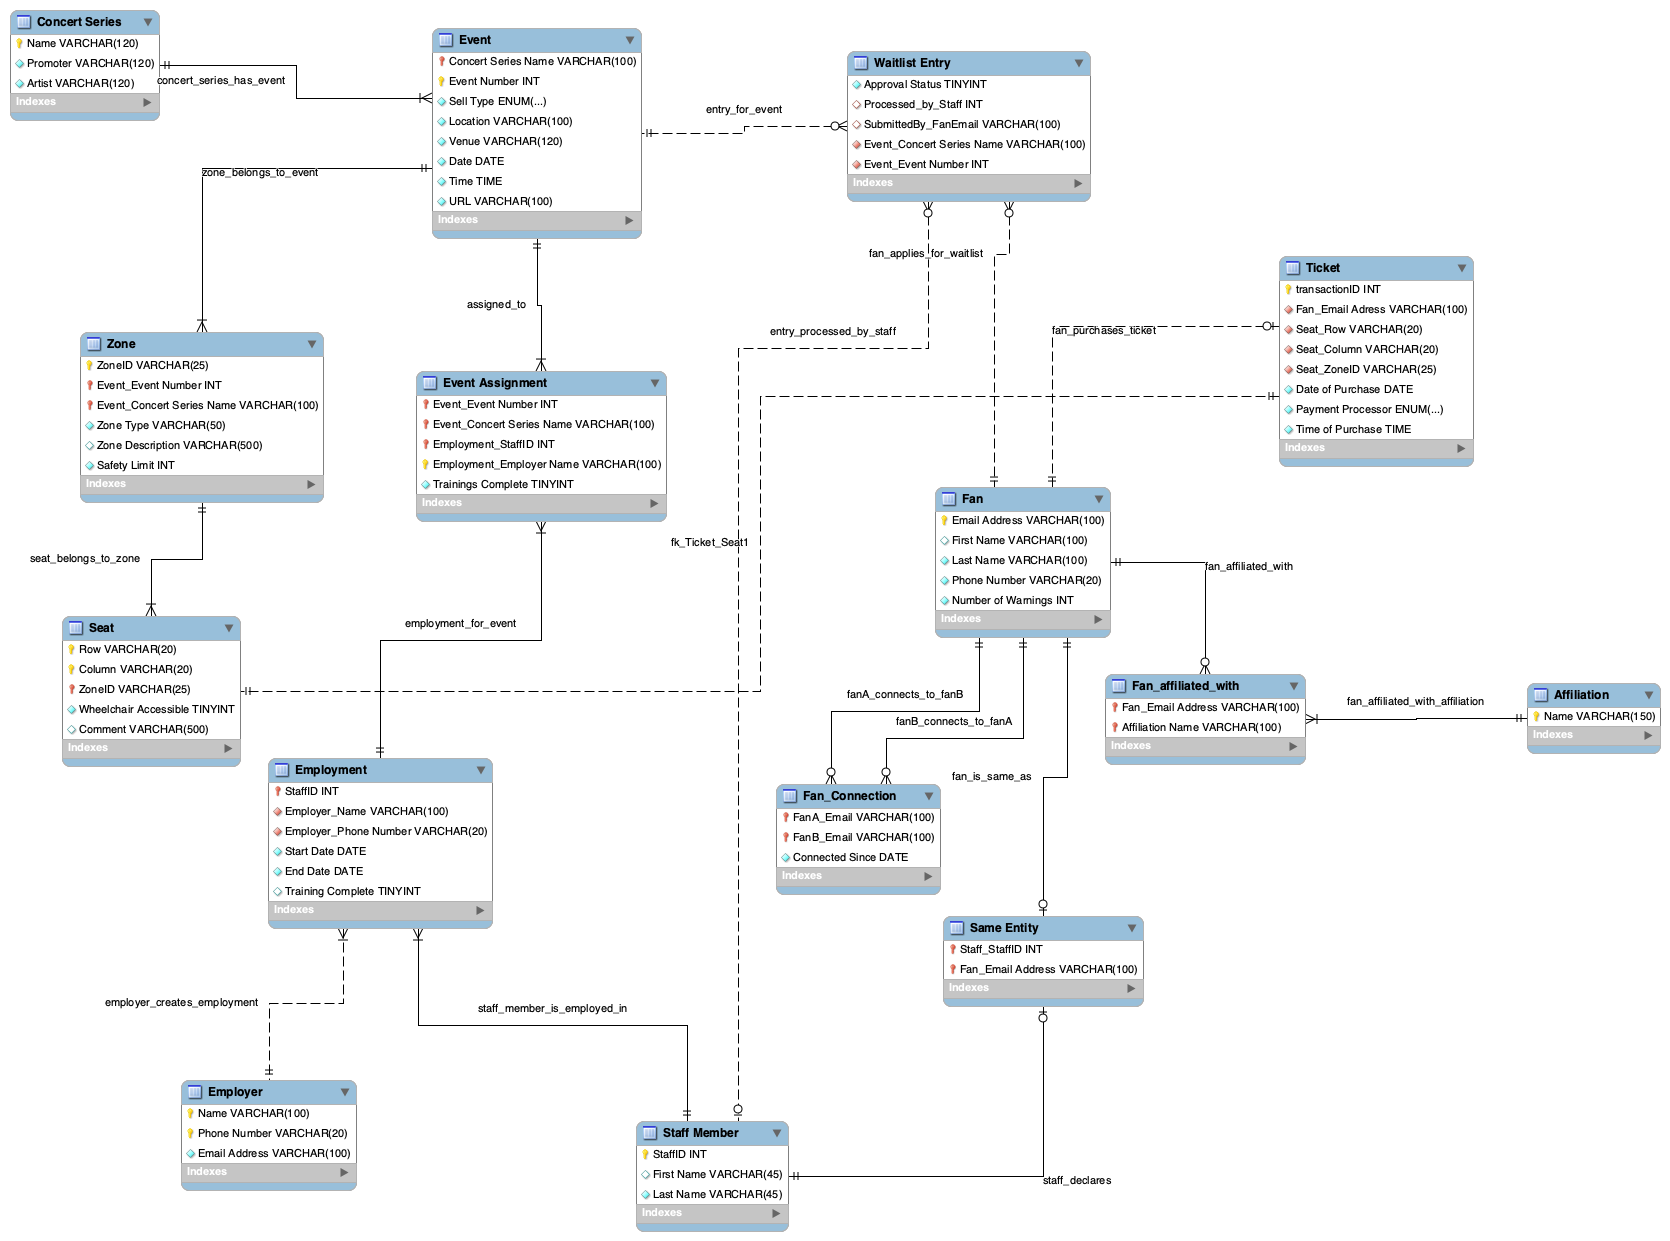 Concert Series
Name VARCHAR(120)
Promoter VARCHAR(120)
Artist VARCHAR(120)
Indexes
concert_series_has_event
Event
Concert Series Name VARCHAR(100)
Event Number INT
Sell Type ENUM(...)
Location VARCHAR(100)
Venue VARCHAR(120)
Date DATE
Time TIME
URL VARCHAR(100)
Indexes
entry_for_event
Waitlist Entry
Approval Status TINYINT
Processed_by_Staff INT
SubmittedBy_FanEmail VARCHAR(100)
Event_Concert Series Name VARCHAR(100)
Event_Event Number INT
Indexes
zone_belongs_to_event
assigned_to
fan_applies_for_waitlist
entry_processed_by_staff
fan_purchases_ticket
Ticket
transactionID INT
Fan_Email Adress VARCHAR(100)
Seat_Row VARCHAR(20)
Seat_Column VARCHAR(20)
Seat_ZoneID VARCHAR(25)
Date of Purchase DATE
Payment Processor ENUM(...)
Time of Purchase TIME
Indexes
Zone
ZoneID VARCHAR(25)
Event_Event Number INT
Event_Concert Series Name VARCHAR(100)
Zone Type VARCHAR(50)
Zone Description VARCHAR(500)
Safety Limit INT
Indexes
Event Assignment
Event_Event Number INT
Event_Concert Series Name VARCHAR(100)
Employment_StaffID INT
Employment_Employer Name VARCHAR(100)
Trainings Complete TINYINT
Indexes
fk_Ticket_Seat1
Fan
Email Address VARCHAR(100)
First Name VARCHAR(100)
Last Name VARCHAR(100)
Phone Number VARCHAR(20)
Number of Warnings INT
Indexes
seat_belongs_to_zone
fan_affiliated_with
Seat
Row VARCHAR(20)
Column VARCHAR(20)
ZoneID VARCHAR(25)
Wheelchair Accessible TINYINT
Comment VARCHAR(500)
Indexes
employment_for_event
fanA_connects_to_fanB
fanB_connects_to_fanA
Fan_affiliated_with
Fan_Email Address VARCHAR(100)
Affiliation Name VARCHAR(100)
Indexes
fan_affiliated_with_affiliation
Affiliation
Name VARCHAR(150)
Indexes
Employment
StaffID INT
Employer_Name VARCHAR(100)
Employer_Phone Number VARCHAR(20)
Start Date DATE
End Date DATE
Training Complete TINYINT
Indexes
Fan_Connection
FanA_Email VARCHAR(100)
FanB_Email VARCHAR(100)
Connected Since DATE
Indexes
fan_is_same_as
Same Entity
Staff_StaffID INT
Fan_Email Address VARCHAR(100)
Indexes
employer_creates_employment
staff_member_is_employed_in
Employer
Name VARCHAR(100)
Phone Number VARCHAR(20)
Email Address VARCHAR(100)
Indexes
Staff Member
StaffID INT
First Name VARCHAR(45)
Last Name VARCHAR(45)
Indexes
staff_declares